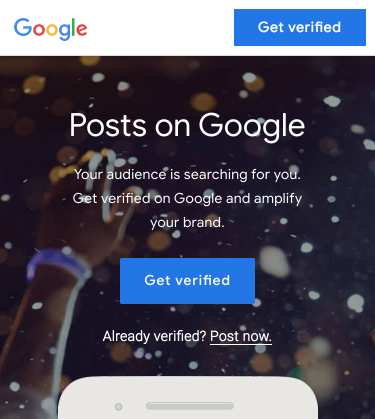 Google
Get verified
Posts on Google
Your audience is searching for you.
Get verified on Google and amplify
your brand.
Get verified
Already verified? Post now.